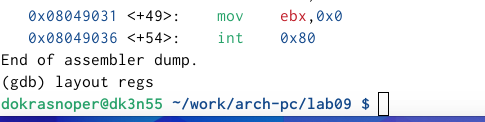 0x08049031 <+49>:    mov    ebx,0x0
0x08049036 <+54>:    int    0x80
End of assembler dump.
(gdb) layout regs
dokrasnoper@dk3n55 ~/work/arch-pc/lab09 $